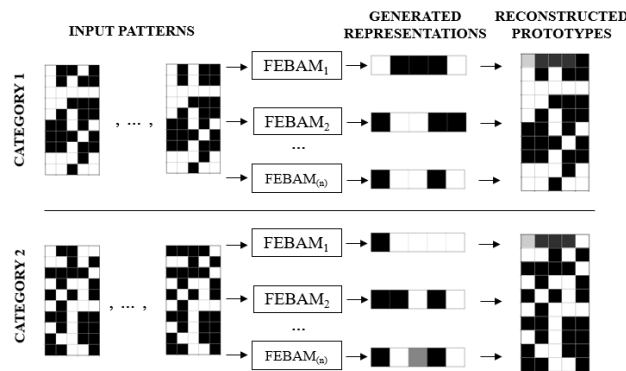 INPUT PATTERNS
GENERATED
REPRESENTATIONS
RECONSTRUCTED
PROTOTYPES
CATEGORY 1
, ... ,
FEBAM1
FEBAM2
...
FEBAM(n)
CATEGORY 2
, ... ,
FEBAM1
FEBAM2
...
FEBAM(n)